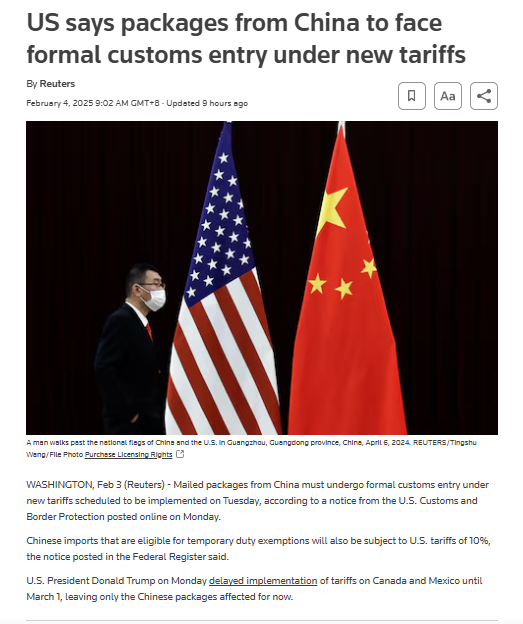 US says packages from China to face
formal customs entry under new tariffs
By Reuters
February 4, 2025 9:02 AM GMT+8 · Updated 9 hours ago
Aa
A man walks past the national flags of China and the U.S. in Guangzhou, Guangdong province, China, April 6, 2024. REUTERS/Tingshu
Wang/File Photo Purchase Licensing Rights
WASHINGTON, Feb 3 (Reuters) - Mailed packages from China must undergo formal customs entry under
new tariffs scheduled to be implemented on Tuesday, according to a notice from the U.S. Customs and
Border Protection posted online on Monday.
Chinese imports that are eligible for temporary duty exemptions will also be subject to U.S. tariffs of 10%,
the notice posted in the Federal Register said.
U.S. President Donald Trump on Monday delayed implementation of tariffs on Canada and Mexico until
March 1, leaving only the Chinese packages affected for now.